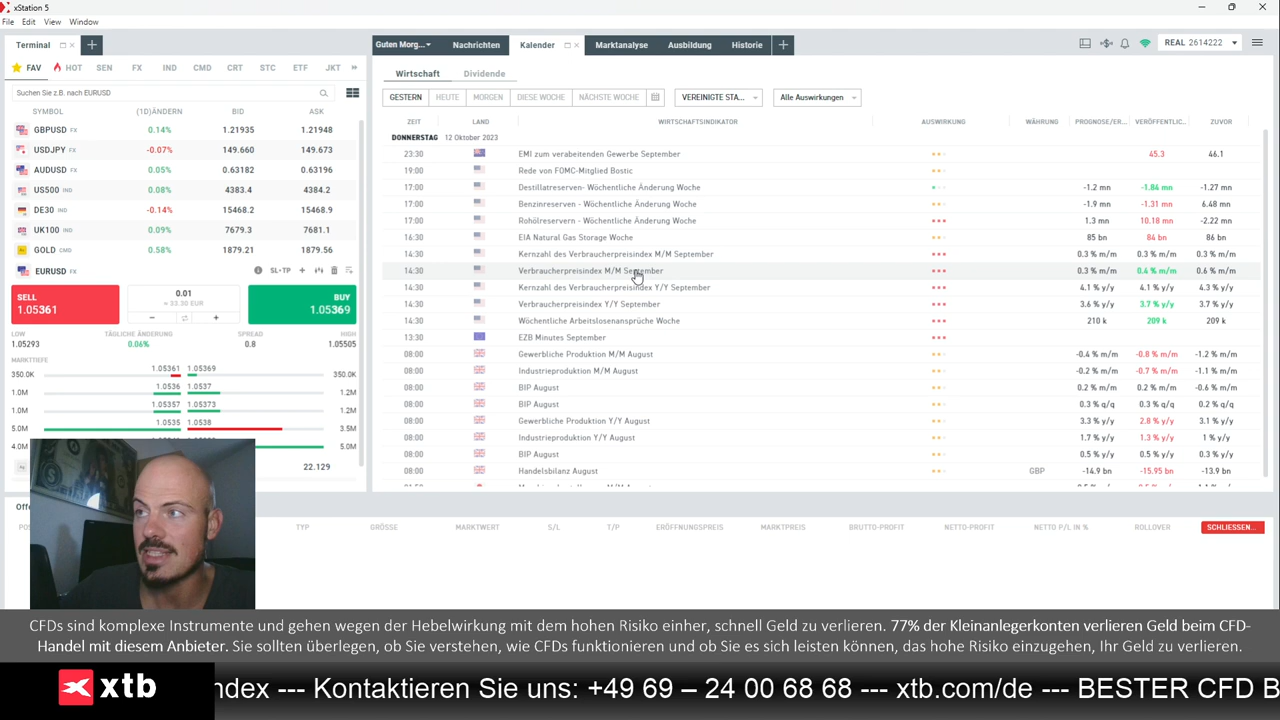 xStation 5
File Edit View Window
Terminal
Guten Morg... Nachrichten Kalender Marktanalyse Ausbildung Historie
REAL 2614222
FAV HOT SEN FX IND CMD CRT STC ETF JKT
Wirtschaft Dividende
Suchen Sie z.B. nach EURUSD
GESTERN HEUTE MORGEN DIESE WOCHE NÄCHSTE WOCHE VEREINIGTE STA... Alle Auswirkungen
SYMBOL (1D)ÄNDERN BID ASK
GBPUSD FX 0.14% 1.21935 1.21948
USDJPY FX -0.07% 149.660 149.673
AUDUSD FX 0.05% 0.63182 0.63196
US500 IND 0.08% 4383.4 4384.2
DE30 IND -0.14% 15468.2 15468.9
UK100 IND 0.09% 7679.3 7681.1
GOLD CMD 0.58% 1879.21 1879.56
EURUSD FX SL+TP
SELL
1.05361
0.01
≈ 33.30 EUR
BUY
1.05369
LOW TÄGLICHE ÄNDERUNG SPREAD HIGH
1.05293 0.06% 0.8 1.05505
MARKTTIEFE
1.05361 1.05369
350.0K 350.0K
1.0536 1.0537
1.0M 1.2M
1.05357 1.05373
1.0M 1.2M
1.0535 1.0538
5.0M 3.5M
4.0M 5.0M
22.129
ZEIT LAND WIRTSCHAFTSINDIKATOR AUSWIRKUNG WÄHRUNG PROGNOSE/ER... VERÖFFENTLIC... ZUVOR
DONNERSTAG 12 Oktober 2023
23:30 EMI zum verabeitenden Gewerbe September 45.3 46.1
19:00 Rede von FOMC-Mitglied Bostic
17:00 Destillatreserven- Wöchentliche Änderung Woche -1.2 mn -1.84 mn -1.27 mn
17:00 Benzinreserven - Wöchentliche Änderung Woche -1.9 mn -1.31 mn 6.48 mn
17:00 Rohölreservern - Wöchentliche Änderung Woche 1.3 mn 10.18 mn -2.22 mn
16:30 EIA Natural Gas Storage Woche 85 bn 84 bn 86 bn
14:30 Kernzahl des Verbraucherpreisindex M/M September 0.3 % m/m 0.3 % m/m 0.3 % m/m
14:30 Verbraucherpreisindex M/M September 0.3 % m/m 0.4 % m/m 0.6 % m/m
14:30 Kernzahl des Verbraucherpreisindex Y/Y September 4.1 % y/y 4.1 % y/y 4.3 % y/y
14:30 Verbraucherpreisindex Y/Y September 3.6 % y/y 3.7 % y/y 3.7 % y/y
14:30 Wöchentliche Arbeitslosenansprüche Woche 210 k 209 k 209 k
13:30 EZB Minutes September
08:00 Gewerbliche Produktion M/M August -0.4 % m/m -0.8 % m/m -1.2 % m/m
08:00 Industrieproduktion M/M August -0.2 % m/m -0.7 % m/m -1.1 % m/m
08:00 BIP August 0.2 % m/m 0.2 % m/m -0.6 % m/m
08:00 BIP August 0.3 % q/q 0.3 % q/q 0.2 % q/q
08:00 Gewerbliche Produktion Y/Y August 3.3 % y/y 2.8 % y/y 3.1 % y/y
08:00 Industrieproduktion Y/Y August 1.7 % y/y 1.3 % y/y 1 % y/y
08:00 BIP August 0.5 % y/y 0.5 % y/y 0.3 % y/y
08:00 Handelsbilanz August GBP -14.9 bn -15.95 bn -13.9 bn
TYP GRÖSSE MARKTWERT S/L T/P ERÖFFNUNGSPREIS MARKTPREIS BRUTTO-PROFIT NETTO-PROFIT NETTO P/L IN % ROLLOVER SCHLIESSEN...
CFDs sind komplexe Instrumente und gehen wegen der Hebelwirkung mit dem hohen Risiko einher, schnell Geld zu verlieren. 77% der Kleinanlegerkonten verlieren Geld beim CFD-
Handel mit diesem Anbieter. Sie sollten überlegen, ob Sie verstehen, wie CFDs funktionieren und ob Sie es sich leisten können, das hohe Risiko einzugehen, Ihr Geld zu verlieren.
xtb ndex --- Kontaktieren Sie uns: +49 69 – 24 00 68 68 --- xtb.com/de --- BESTER CFD B